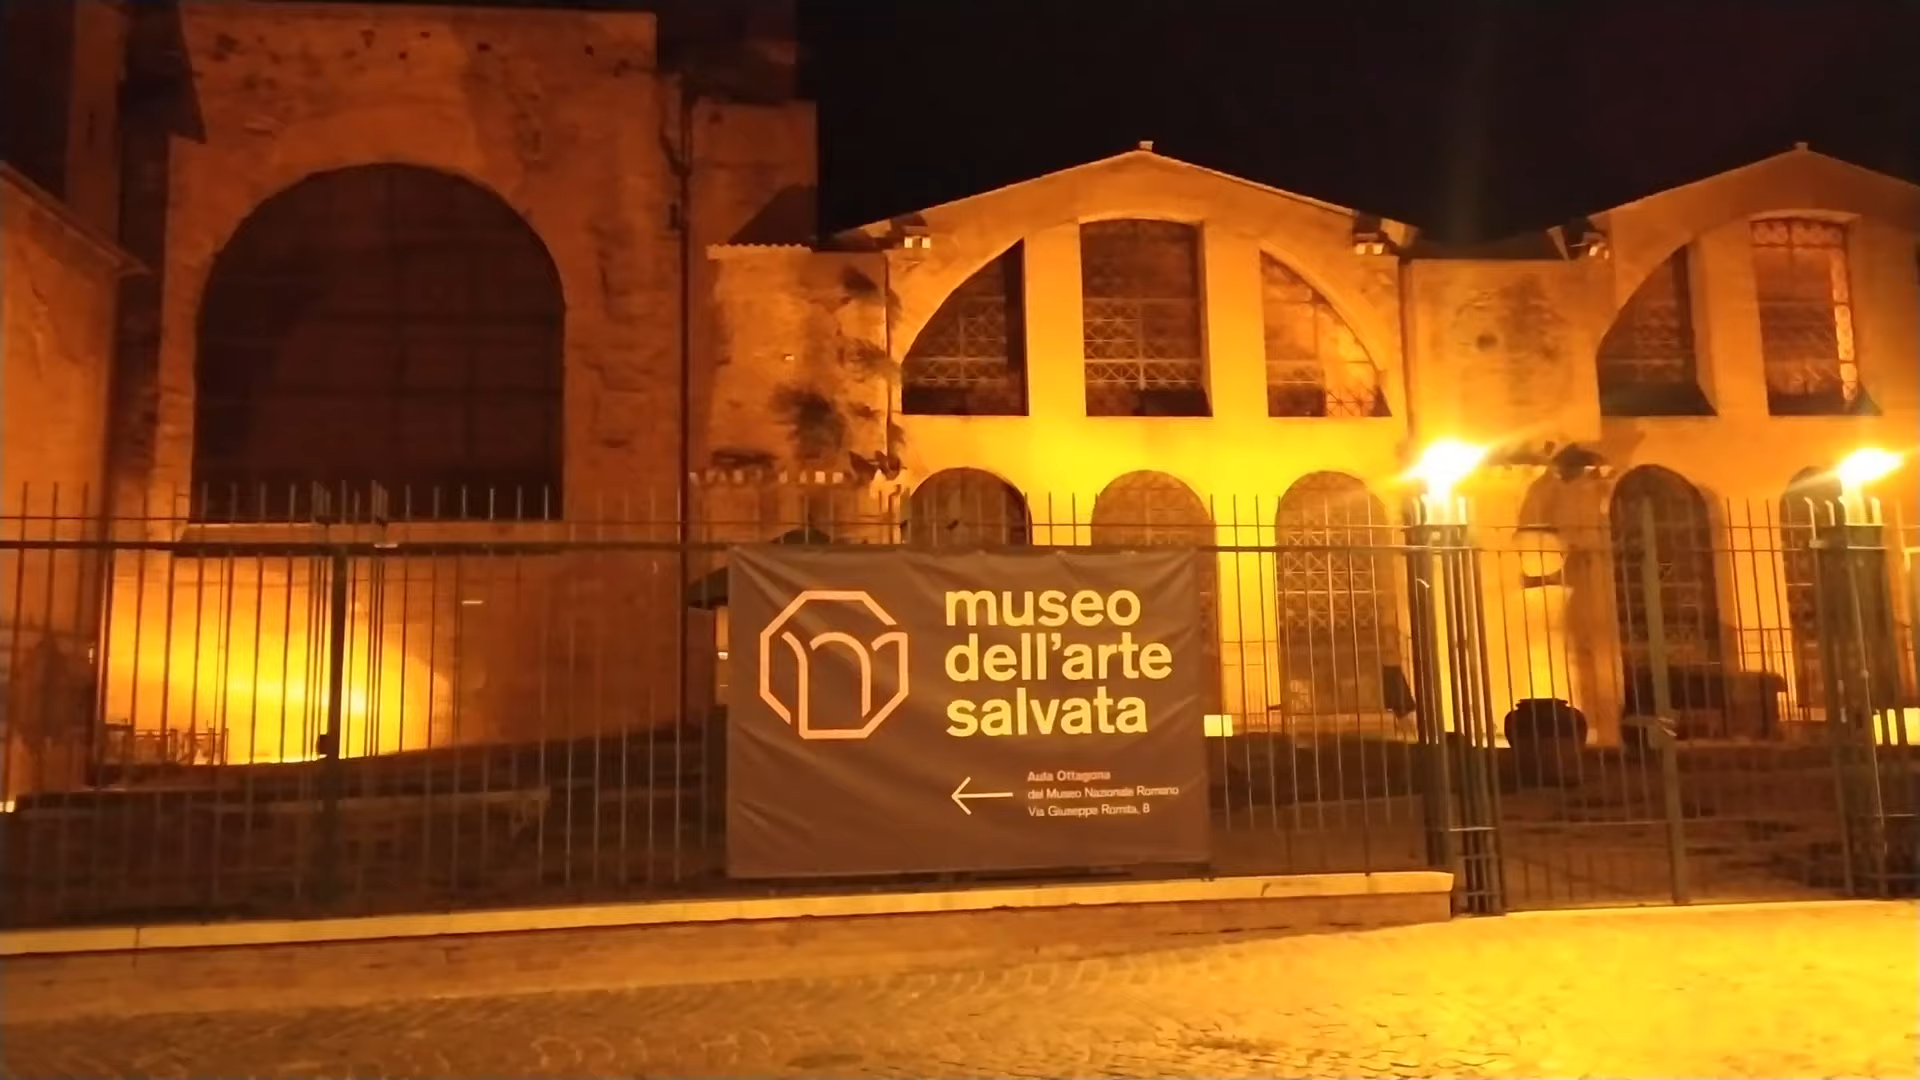 museo
dell'arte
salvata
Aula Ottagona
del Museo Nazionale Romano
Via Giuseppe Romita, 8